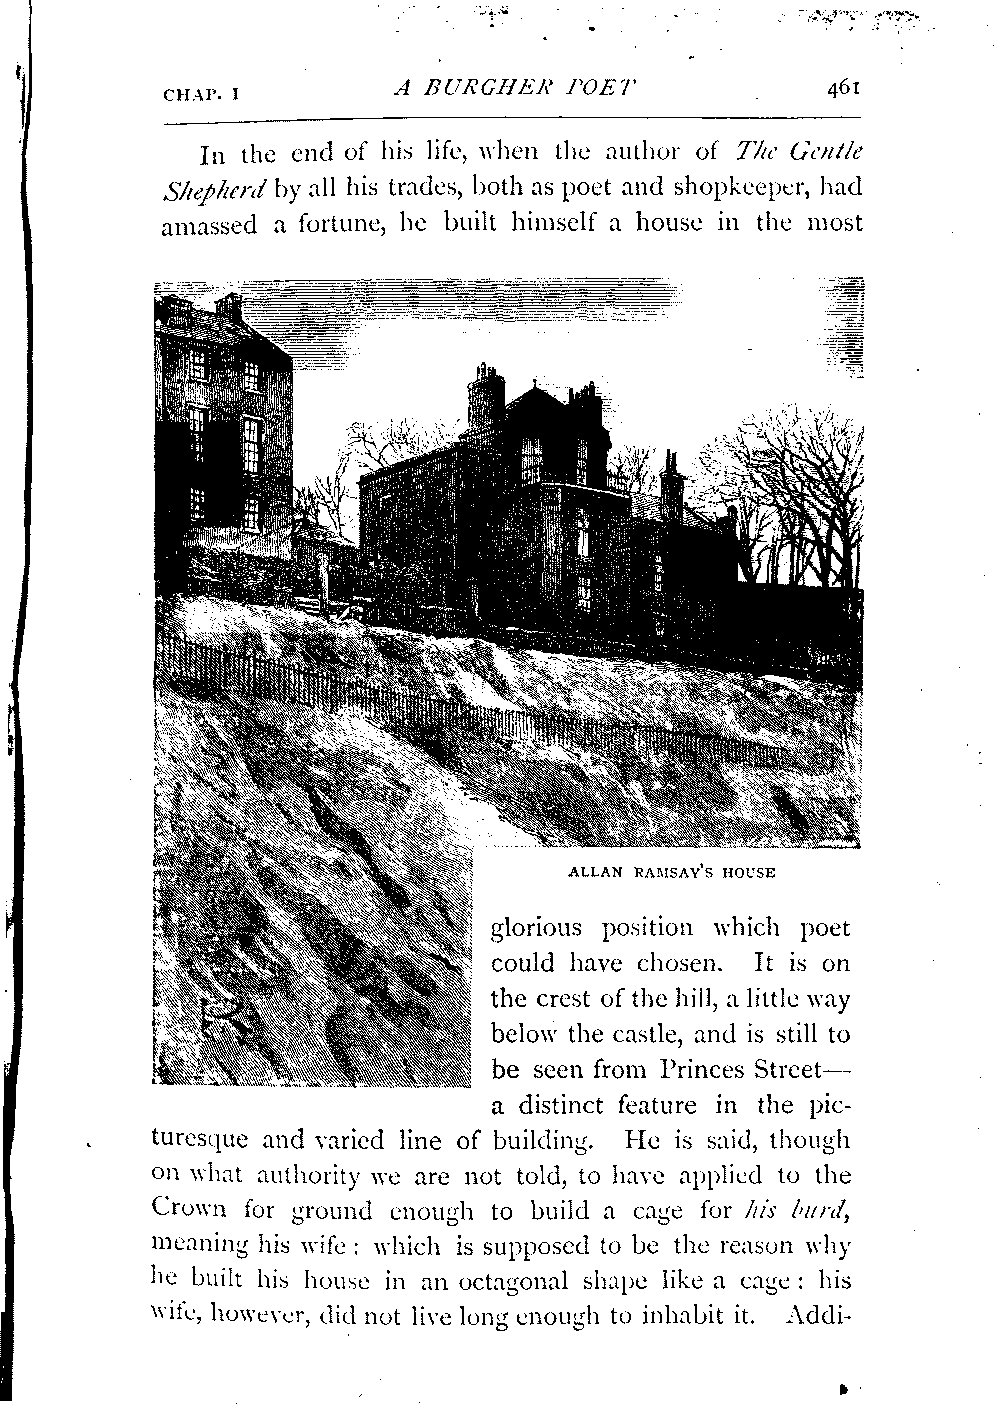 CHAP. I A BURGHER POET 461
In the end of his life, when the author of The Gentle
Shepherd by all his trades, both as poet and shopkeeper, had
amassed a fortune, he built himself a house in the most
ALLAN RAMSAY'S HOUSE
glorious position which poet
could have chosen. It is on
the crest of the hill, a little way
below the castle, and is still to
be seen from Princes Street—
a distinct feature in the pic-
R
turesque and varied line of building. He is said, though
on what authority we are not told, to have applied to the
Crown for ground enough to build a cage for his burd,
meaning his wife: which is supposed to be the reason why
he built his house in an octagonal shape like a cage: his
wife, however, did not live long enough to inhabit it. Addi-